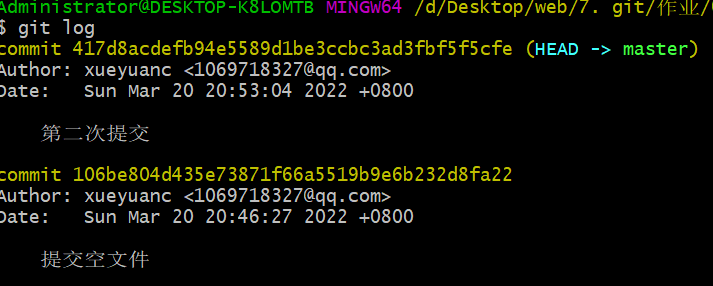 Administrator@DESKTOP-K8LOMTB MINGW64 /d/Desktop/web/7. git/作业/
$ git log
commit 417d8acdefb94e5589d1be3ccbc3ad3fbf5f5cfe (HEAD -> master)
Author: xueyuanc <1069718327@qq.com>
Date:   Sun Mar 20 20:53:04 2022 +0800
第二次提交
commit 106be804d435e73871f66a5519b9e6b232d8fa22
Author: xueyuanc <1069718327@qq.com>
Date:   Sun Mar 20 20:46:27 2022 +0800
提交空文件